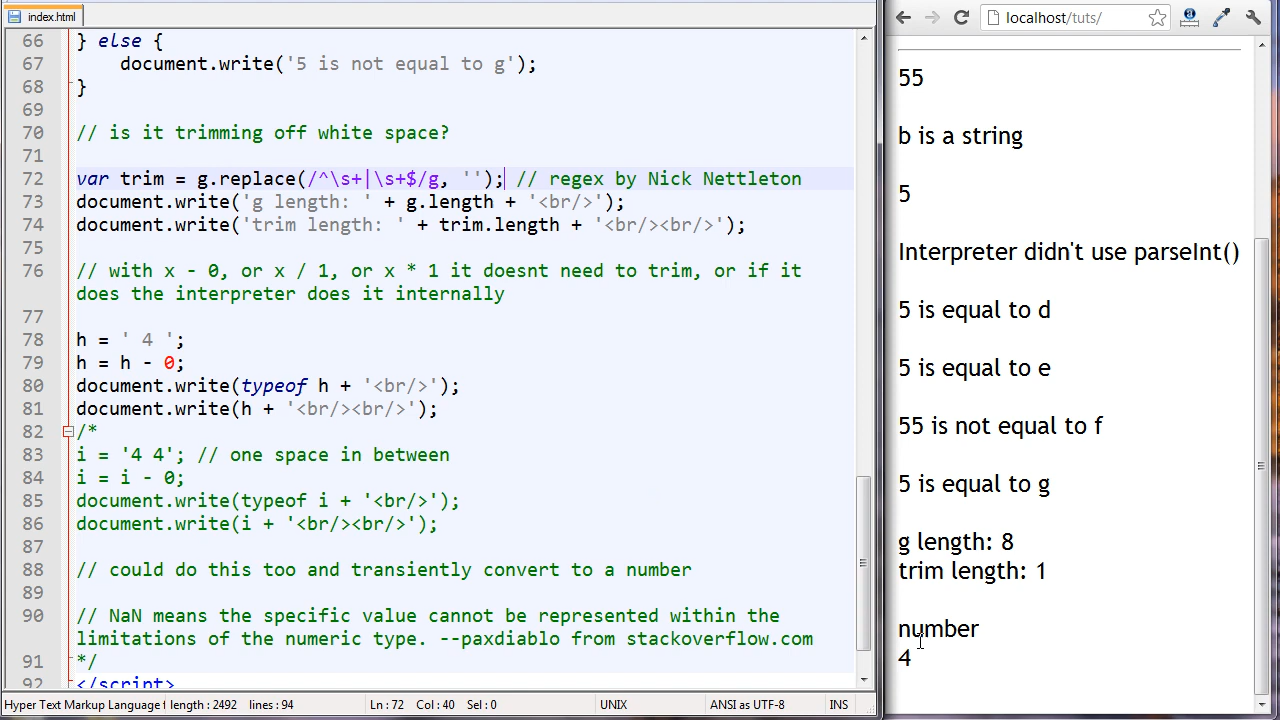 index.html
66 } else {
67 document.write('5 is not equal to g');
68 }
69
70 // is it trimming off white space?
71
72 var trim = g.replace(/^\s+|\s+$/g, ''); // regex by Nick Nettleton
73 document.write('g length: ' + g.length + '<br/>');
74 document.write('trim length: ' + trim.length + '<br/><br/>');
75
76 // with x - 0, or x / 1, or x * 1 it doesnt need to trim, or if it
does the interpreter does it internally
77
78 h = ' 4 ';
79 h = h - 0;
80 document.write(typeof h + '<br/>');
81 document.write(h + '<br/><br/>');
82 /*
83 i = '4 4'; // one space in between
84 i = i - 0;
85 document.write(typeof i + '<br/>');
86 document.write(i + '<br/><br/>');
87
88 // could do this too and transiently convert to a number
89
90 // NaN means the specific value cannot be represented within the
limitations of the numeric type. --paxdiablo from stackoverflow.com
91 */
92 </script>
Hyper Text Markup Language f length : 2492 lines : 94 Ln : 72 Col : 40 Sel : 0 UNIX ANSI as UTF-8 INS
localhost/tuts/
55
b is a string
5
Interpreter didn't use parseInt()
5 is equal to d
5 is equal to e
55 is not equal to f
5 is equal to g
g length: 8
trim length: 1
number
4